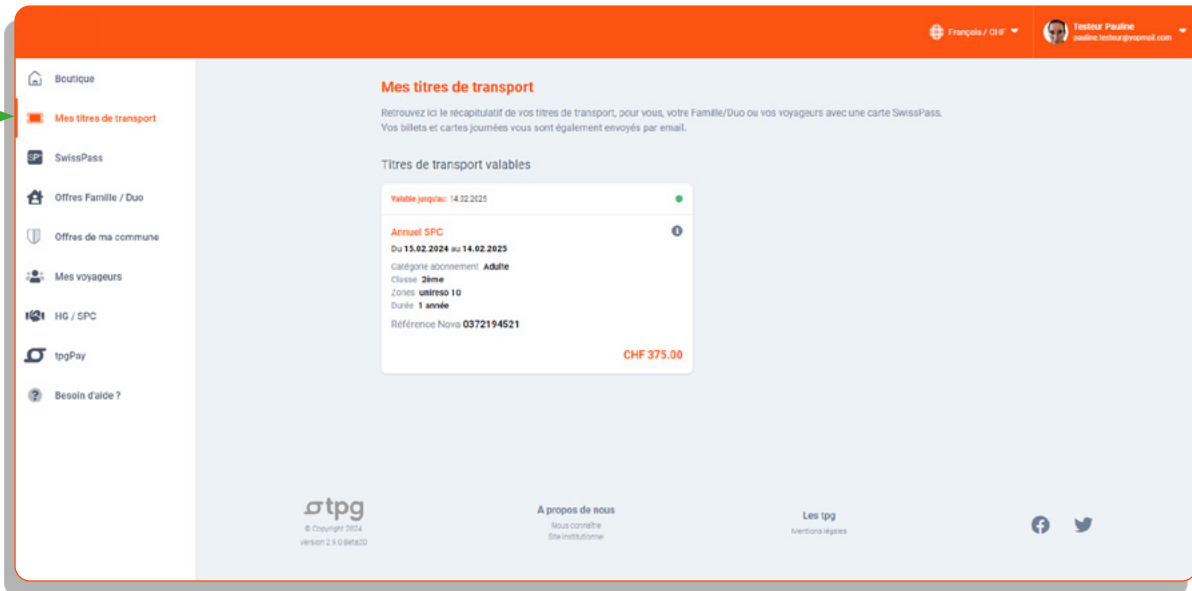 Français / CHF
Testeur Pauline
pauline.testeur@yopmail.com
Boutique
Mes titres de transport
SwissPass
Offres Famille / Duo
Offres de ma commune
Mes voyageurs
HG / SPC
tpgPay
Besoin d'aide ?
Mes titres de transport
Retrouvez ici le récapitulatif de vos titres de transport, pour vous, votre Famille/Duo ou vos voyageurs avec une carte SwissPass.
Vos billets et cartes journées vous sont également envoyés par email.
Titres de transport valables
Valable jusqu'au: 14.02.2025
Annuel SPC
Du 15.02.2024 au 14.02.2025
Catégorie abonnement Adulte
Classe 2ème
Zones unireso 10
Durée 1 année
Référence Nova 0372194521
CHF 375.00
tpg
© Copyright 2024
Version 2.9.0 Beta20
A propos de nous
Nous connaître
Site institutionnel
Les tpg
Mentions légales